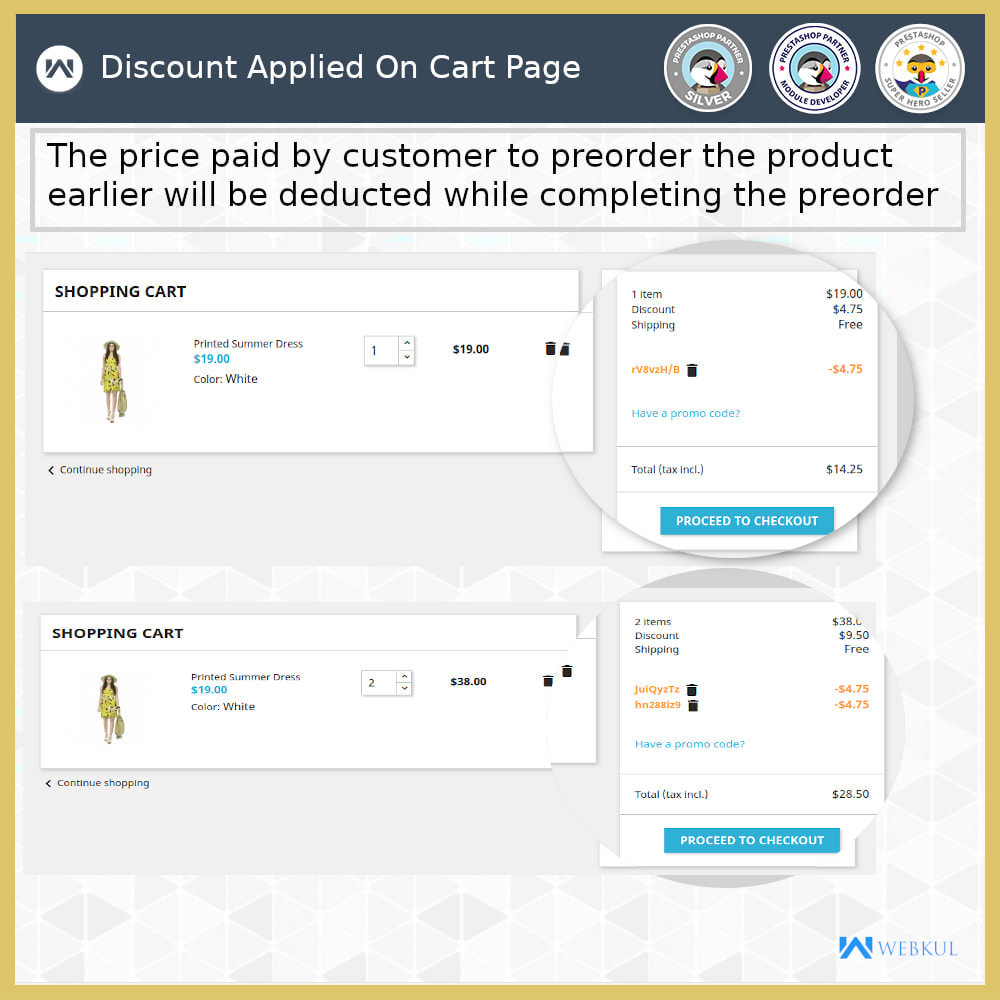 Discount Applied On Cart Page
PRESTASHOP PARTNER
SILVER
PRESTASHOP PARTNER
MODULE DEVELOPER
PRESTASHOP
SUPER HERO SELLER
P
The price paid by customer to preorder the product
earlier will be deducted while completing the preorder
SHOPPING CART
Printed Summer Dress
$19.00
Color: White
1
$19.00
Continue shopping
1 item $19.00
Discount $4.75
Shipping Free
rV8vzH/B -$4.75
Have a promo code?
Total (tax incl.) $14.25
PROCEED TO CHECKOUT
SHOPPING CART
Printed Summer Dress
$19.00
Color: White
2
$38.00
Continue shopping
2 items $38.0
Discount $9.50
Shipping Free
JuiQyzTz -$4.75
hn288iz9 -$4.75
Have a promo code?
Total (tax incl.) $28.50
PROCEED TO CHECKOUT
WEBKUL